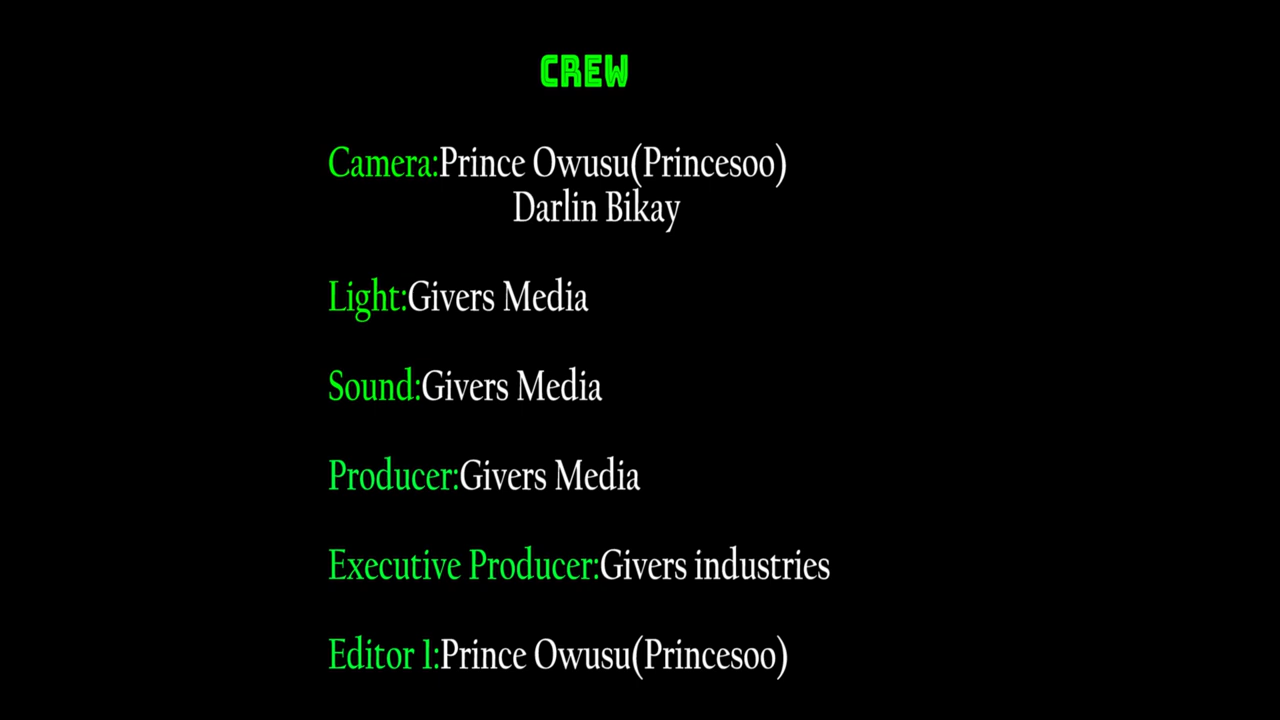 CREW
Camera:Prince Owusu(Princesoo)
Darlin Bikay
Light:Givers Media
Sound:Givers Media
Producer:Givers Media
Executive Producer:Givers industries
Editor 1:Prince Owusu(Princesoo)